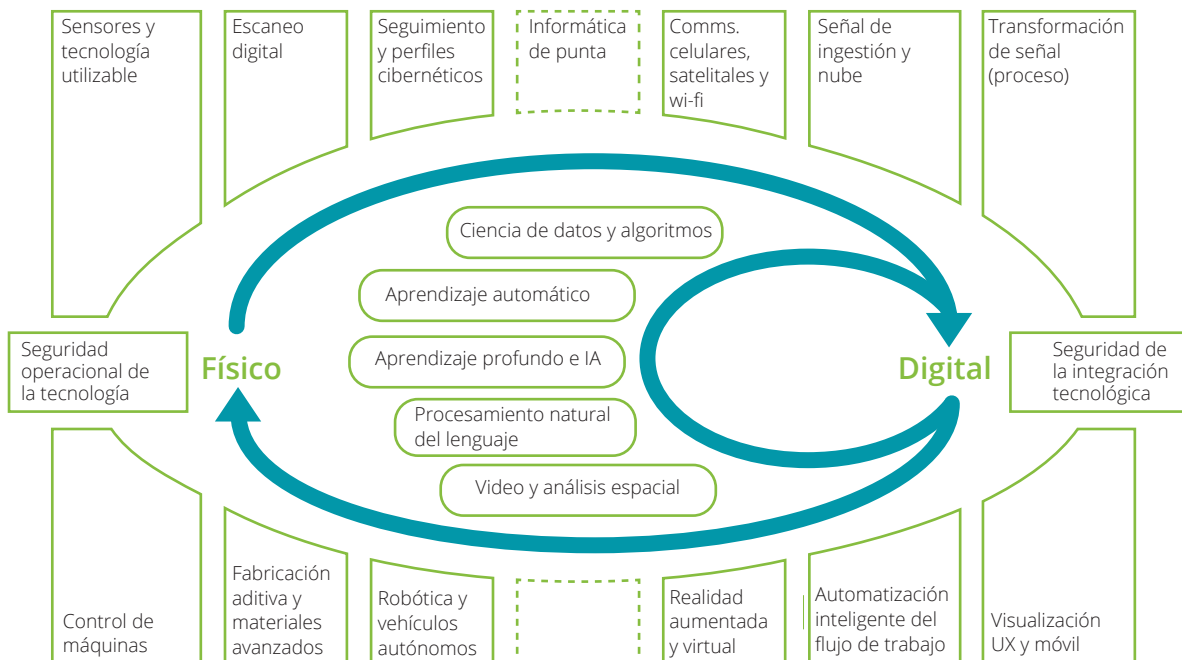 Sensores y
tecnología
utilizable
Escaneo
digital
Seguimiento
y perfiles
cibernéticos
Informática
de punta
Comms.
celulares,
satelitales y
wi-fi
Señal de
ingestión y
nube
Transformación
de señal
(proceso)
Ciencia de datos y algoritmos
Aprendizaje automático
Aprendizaje profundo e IA
Procesamiento natural
del lenguaje
Video y análisis espacial
Seguridad
operacional de
la tecnología
Físico
Digital
Seguridad de
la integración
tecnológica
Control de
máquinas
Fabricación
aditiva y
materiales
avanzados
Robótica y
vehículos
autónomos
Realidad
aumentada
y virtual
Automatización
inteligente del
flujo de trabajo
Visualización
UX y móvil